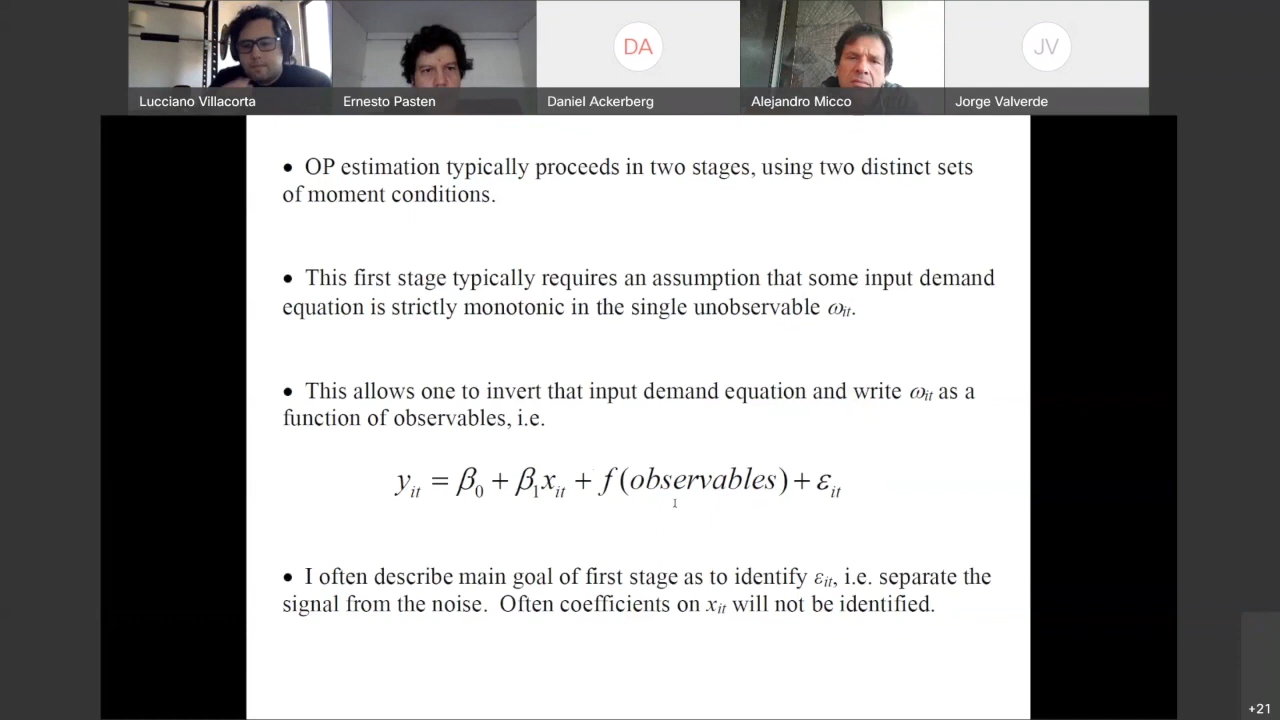 DA
JV
Lucciano Villacorta
Ernesto Pasten
Daniel Ackerberg
Alejandro Micco
Jorge Valverde
• OP estimation typically proceeds in two stages, using two distinct sets
of moment conditions.
• This first stage typically requires an assumption that some input demand
equation is strictly monotonic in the single unobservable ωit.
• This allows one to invert that input demand equation and write ωit as a
function of observables, i.e.
yit = β0 + β1xit + f(observables) + εit
• I often describe main goal of first stage as to identify εit, i.e. separate the
signal from the noise. Often coefficients on xit will not be identified.
+21